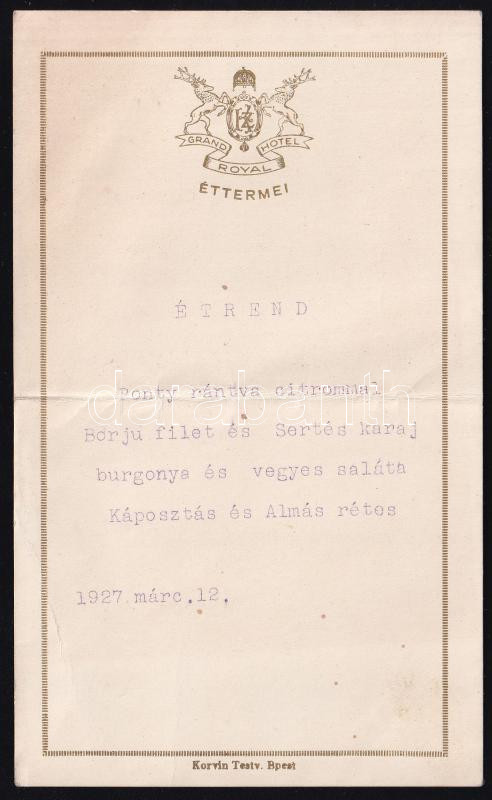 GRAND HOTEL
ROYAL
ÉTTERMEI
ÉTREND
Ponty rántva citrommal
darabanth
Borju filet és Sertés karaj
burgonya és vegyes saláta
Káposztás és Almás rétes
1927 márc.12.
Korvin Testv. Bpest